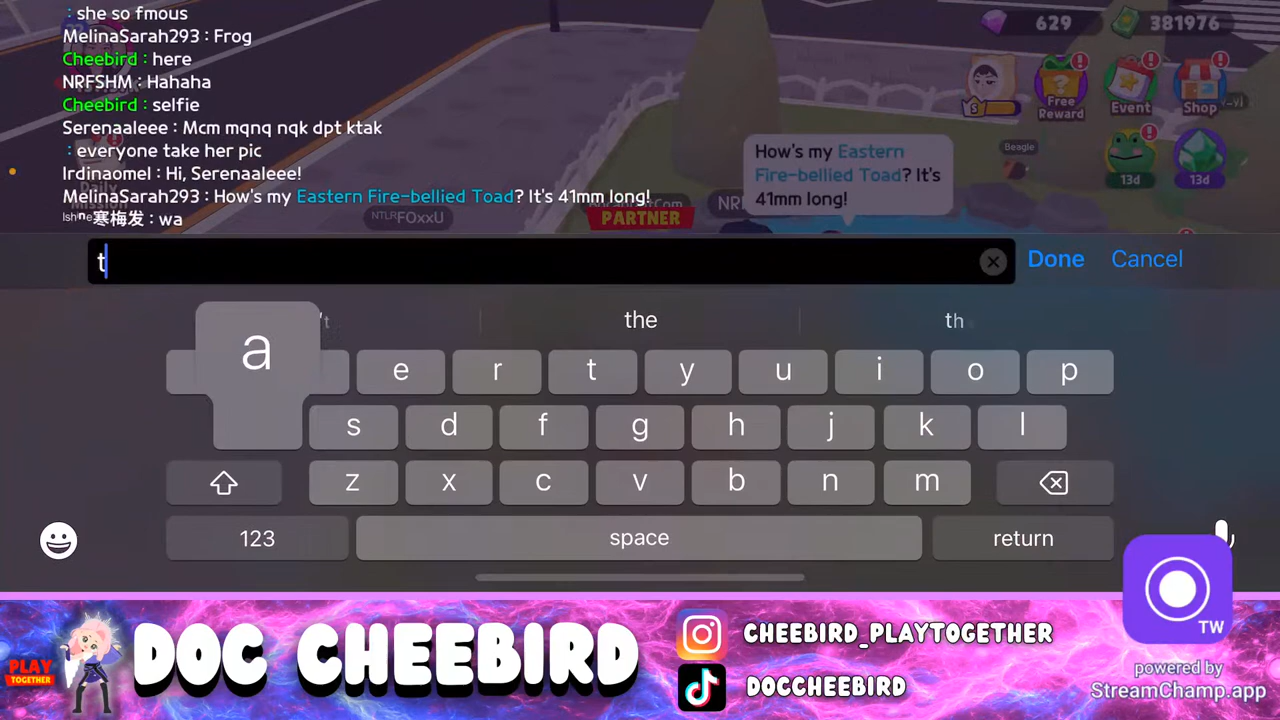 : she so fmous
MelinaSarah293 : Frog
Cheebird : here
NRFSHM : Hahaha
Cheebird : selfie
Serenaaleee : Mcm mqnq nqk dpt ktak
: everyone take her pic
Irdinaomel : Hi, Serenaaleee!
MelinaSarah293 : How's my Eastern Fire-bellied Toad? It's 41mm long!
寒梅发 : wa
629
381976
Free Reward
Event
Shop
Beagle
13d
13d
How's my Eastern
Fire-bellied Toad? It's
41mm long!
Daily
NTLR FOxxU
PARTNER
t
Done
Cancel
the
th
a
e r t y u i o p
s d f g h j k l
z x c v b n m
123
space
return
PLAY
TOGETHER
DOC CHEEBIRD
CHEEBIRD_PLAYTOGETHER
DOCCHEEBIRD
TW
powered by
StreamChamp.app